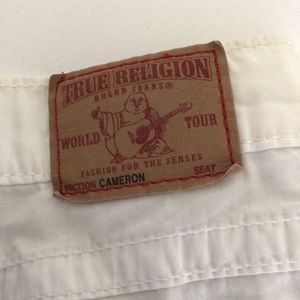 TRUE RELIGION
BRAND JEANS®
WORLD TOUR
FASHION FOR THE SENSES
SECTION CAMERON SEAT